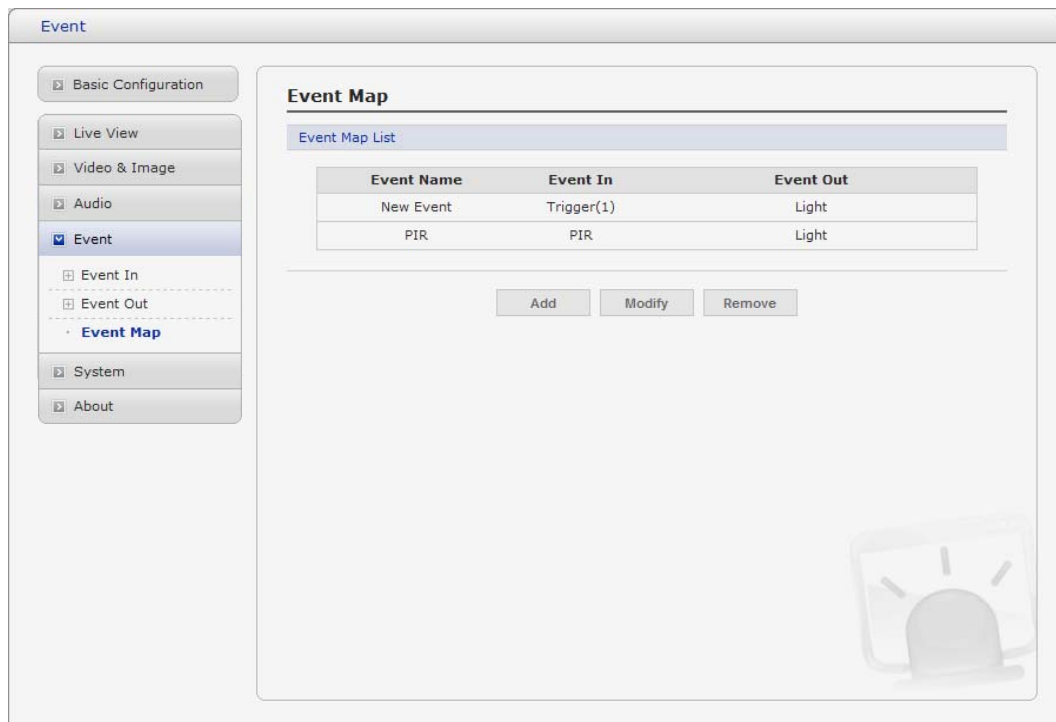 Event
Basic Configuration
Live View
Video & Image
Audio
Event
Event In
Event Out
Event Map
System
About
Event Map
Event Map List
Event Name Event In Event Out
New Event Trigger(1) Light
PIR PIR Light
Add Modify Remove